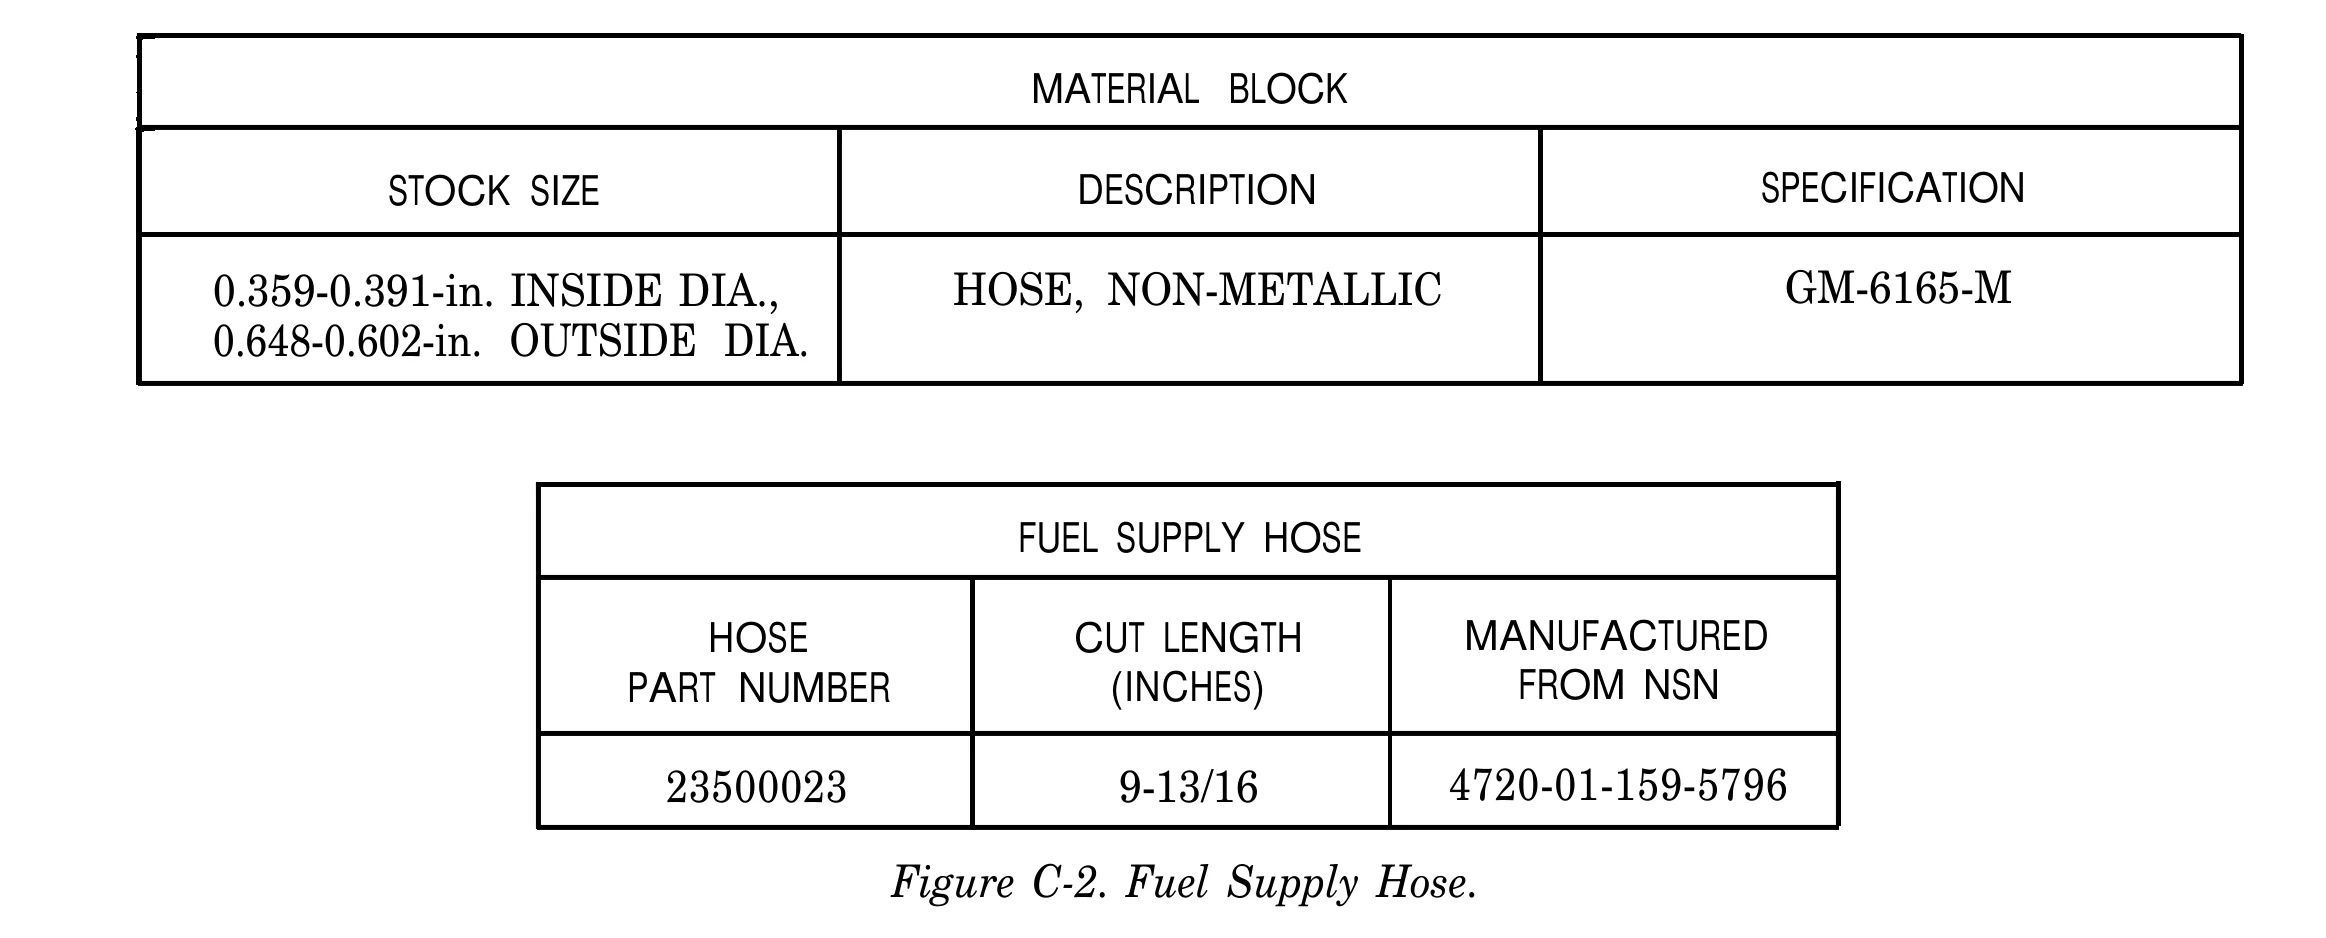 MATERIAL BLOCK
STOCK SIZE
DESCRIPTION
SPECIFICATION
0.359-0.391-in. INSIDE DIA.,
0.648-0.602-in. OUTSIDE DIA.
HOSE, NON-METALLIC
GM-6165-M
FUEL SUPPLY HOSE
HOSE
PART NUMBER
CUT LENGTH
(INCHES)
MANUFACTURED
FROM NSN
23500023
9-13/16
4720-01-159-5796
Figure C-2. Fuel Supply Hose.